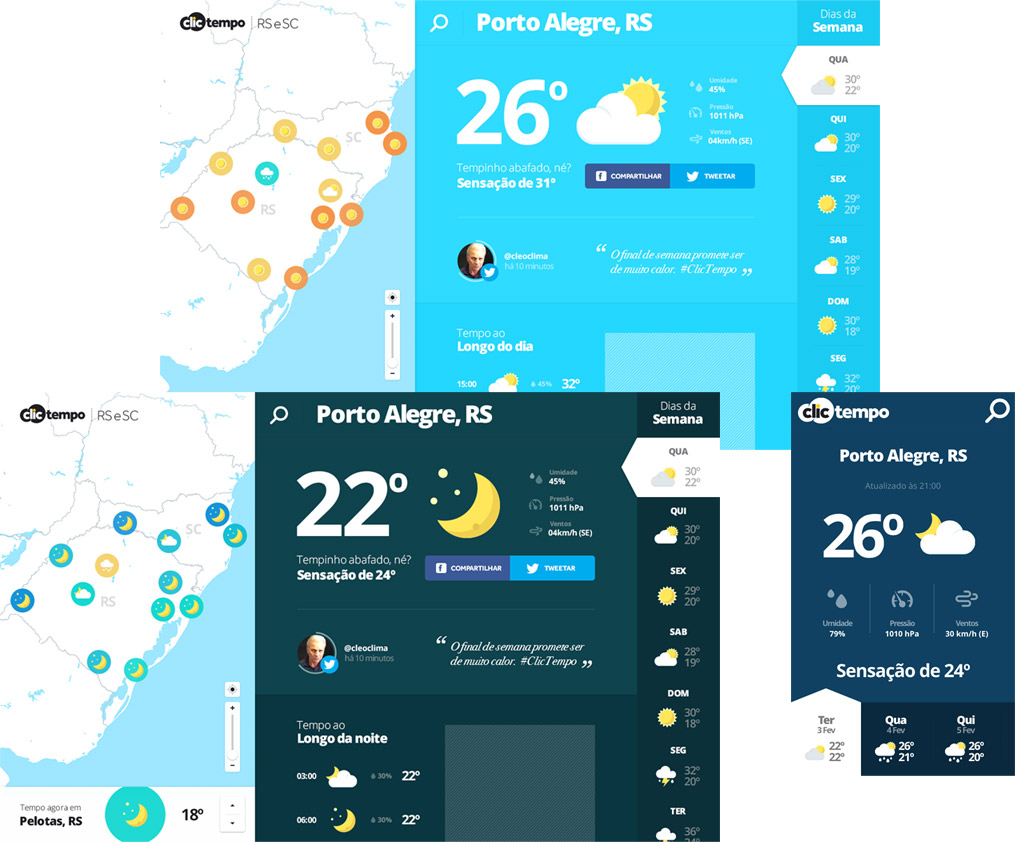 clictempo | RS e SC
SC
RS
Porto Alegre, RS
26º
Tempinho abafado, né?
Sensação de 31º
Umidade
45%
Pressão
1011 hPa
Ventos
04km/h (SE)
COMPARTILHAR
TWEETAR
@cleoclima
há 10 minutos
“ O final de semana promete ser
de muito calor. #ClicTempo ”
Tempo ao
Longo do dia
15:00 45% 32º
Dias da
Semana
QUA
30º
22º
QUI
30º
20º
SEX
29º
20º
SAB
28º
19º
DOM
30º
18º
SEG
32º
20º
+
−
clictempo | RS e SC
SC
RS
+
−
Tempo agora em
Pelotas, RS
18º
Porto Alegre, RS
22º
Tempinho abafado, né?
Sensação de 24º
Umidade
45%
Pressão
1011 hPa
Ventos
04km/h (SE)
COMPARTILHAR
TWEETAR
@cleoclima
há 10 minutos
“ O final de semana promete ser
de muito calor. #ClicTempo ”
Tempo ao
Longo da noite
03:00 30% 22º
06:00 30% 22º
Dias da
Semana
QUA
30º
22º
QUI
30º
20º
SEX
29º
20º
SAB
28º
19º
DOM
30º
18º
SEG
32º
20º
TER
36º
24º
clictempo
Porto Alegre, RS
Atualizado às 21:00
26º
Umidade
79%
Pressão
1010 hPa
Ventos
30 km/h (E)
Sensação de 24º
Ter
3 Fev
22º
22º
Qua
4 Fev
26º
21º
Qui
5 Fev
26º
20º